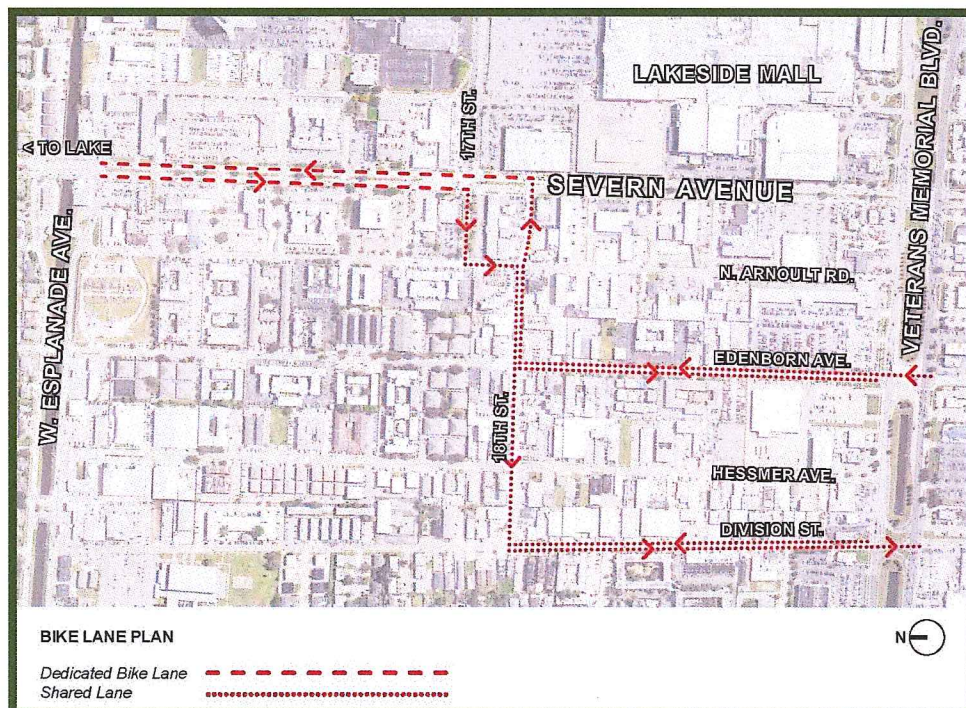 LAKESIDE MALL
VETERANS MEMORIAL BLVD.
17TH ST.
^ TO LAKE
SEVERN AVENUE
W. ESPLANADE AVE.
N. ARNOULT RD.
EDENBORN AVE.
18TH ST.
HESSMER AVE.
DIVISION ST.
BIKE LANE PLAN
N
Dedicated Bike Lane
Shared Lane